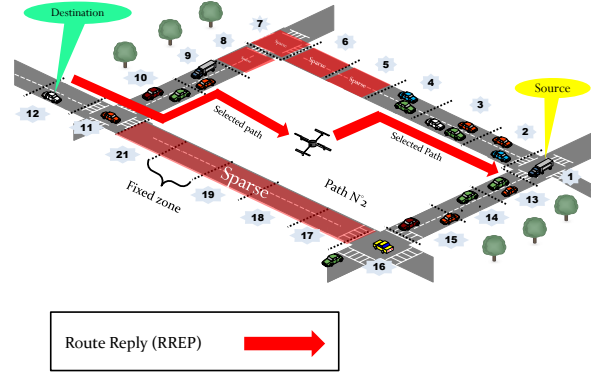 Destination
Source
7
8
6
9
5
10
4
3
12
2
11
1
21
13
19
14
18
15
17
16
Sparse
Sparse
Sparse
Selected path
Selected Path
Fixed zone
Sparse
Path N°2
Route Reply (RREP)